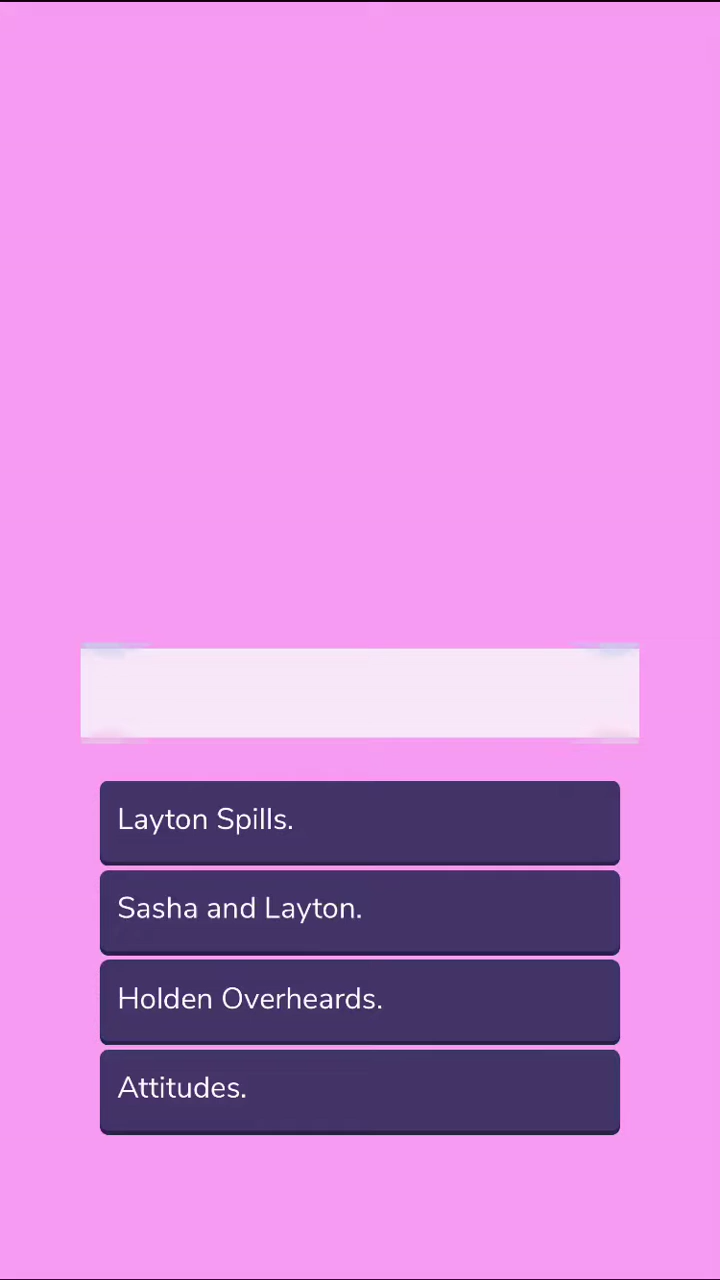 Layton Spills.
Sasha and Layton.
Holden Overheards.
Attitudes.